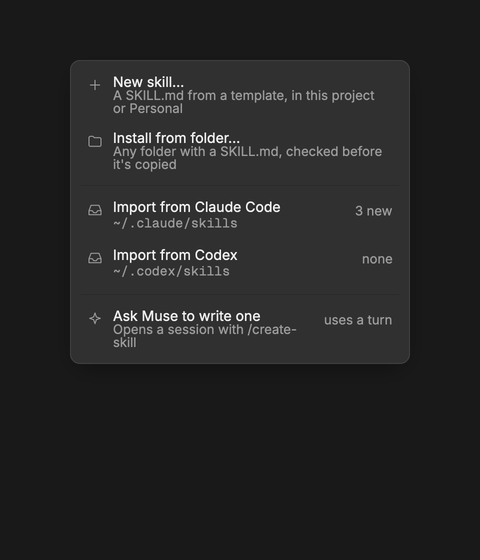 New skill...
A SKILL.md from a template, in this project
or Personal
Install from folder...
Any folder with a SKILL.md, checked before
it's copied
Import from Claude Code
3 new
~/.claude/skills
Import from Codex
none
~/.codex/skills
Ask Muse to write one
uses a turn
Opens a session with /create-
skill